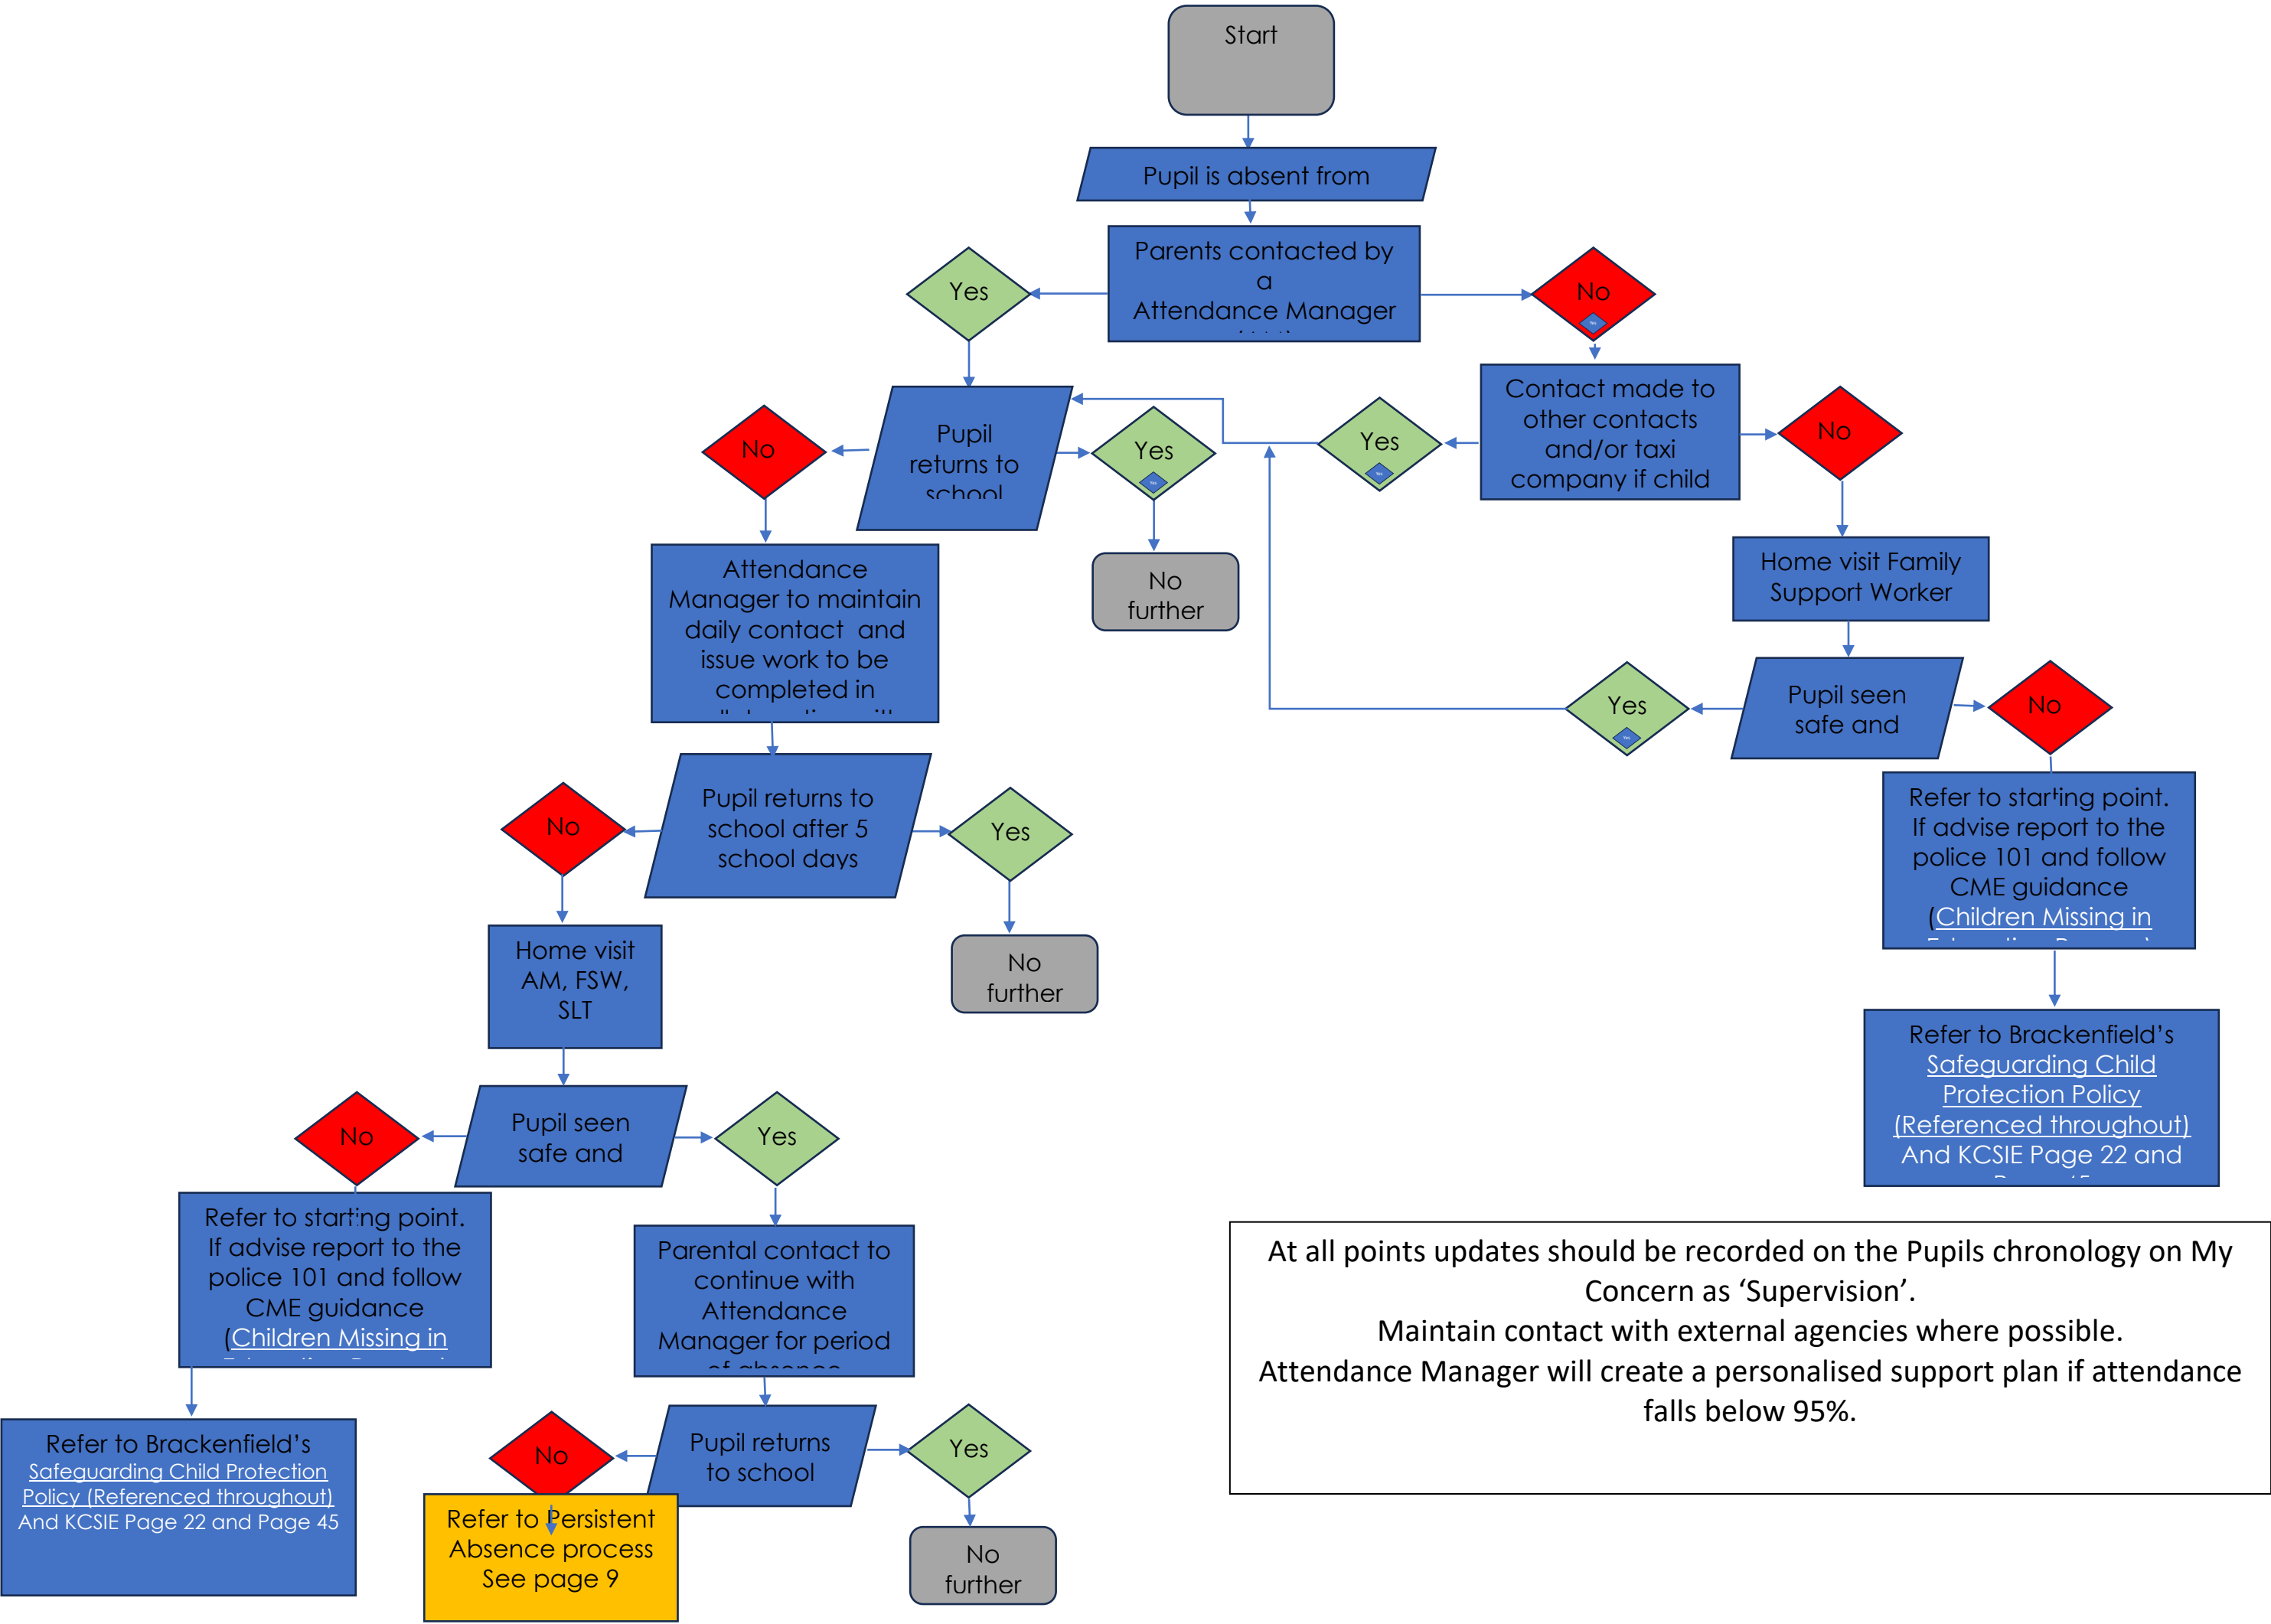 Start
Pupil is absent from
Parents contacted by
a
Attendance Manager
Yes
No
Contact made to
other contacts
and/or taxi
company if child
Yes
No
Pupil
returns to
school
No
Yes
No
further
Home visit Family
Support Worker
Attendance
Manager to maintain
daily contact and
issue work to be
completed in
Pupil seen
safe and
Yes
No
Pupil returns to
school after 5
school days
No
Yes
Refer to starting point.
If advise report to the
police 101 and follow
CME guidance
(Children Missing in
No
further
Home visit
AM, FSW,
SLT
Refer to Brackenfield’s
Safeguarding Child
Protection Policy
(Referenced throughout)
And KCSIE Page 22 and
Pupil seen
safe and
No
Yes
Refer to starting point.
If advise report to the
police 101 and follow
CME guidance
(Children Missing in
Parental contact to
continue with
Attendance
Manager for period
of absence
At all points updates should be recorded on the Pupils chronology on My
Concern as ‘Supervision’.
Maintain contact with external agencies where possible.
Attendance Manager will create a personalised support plan if attendance
falls below 95%.
Refer to Brackenfield’s
Safeguarding Child Protection
Policy (Referenced throughout)
And KCSIE Page 22 and Page 45
Pupil returns
to school
No
Yes
Refer to Persistent
Absence process
See page 9
No
further